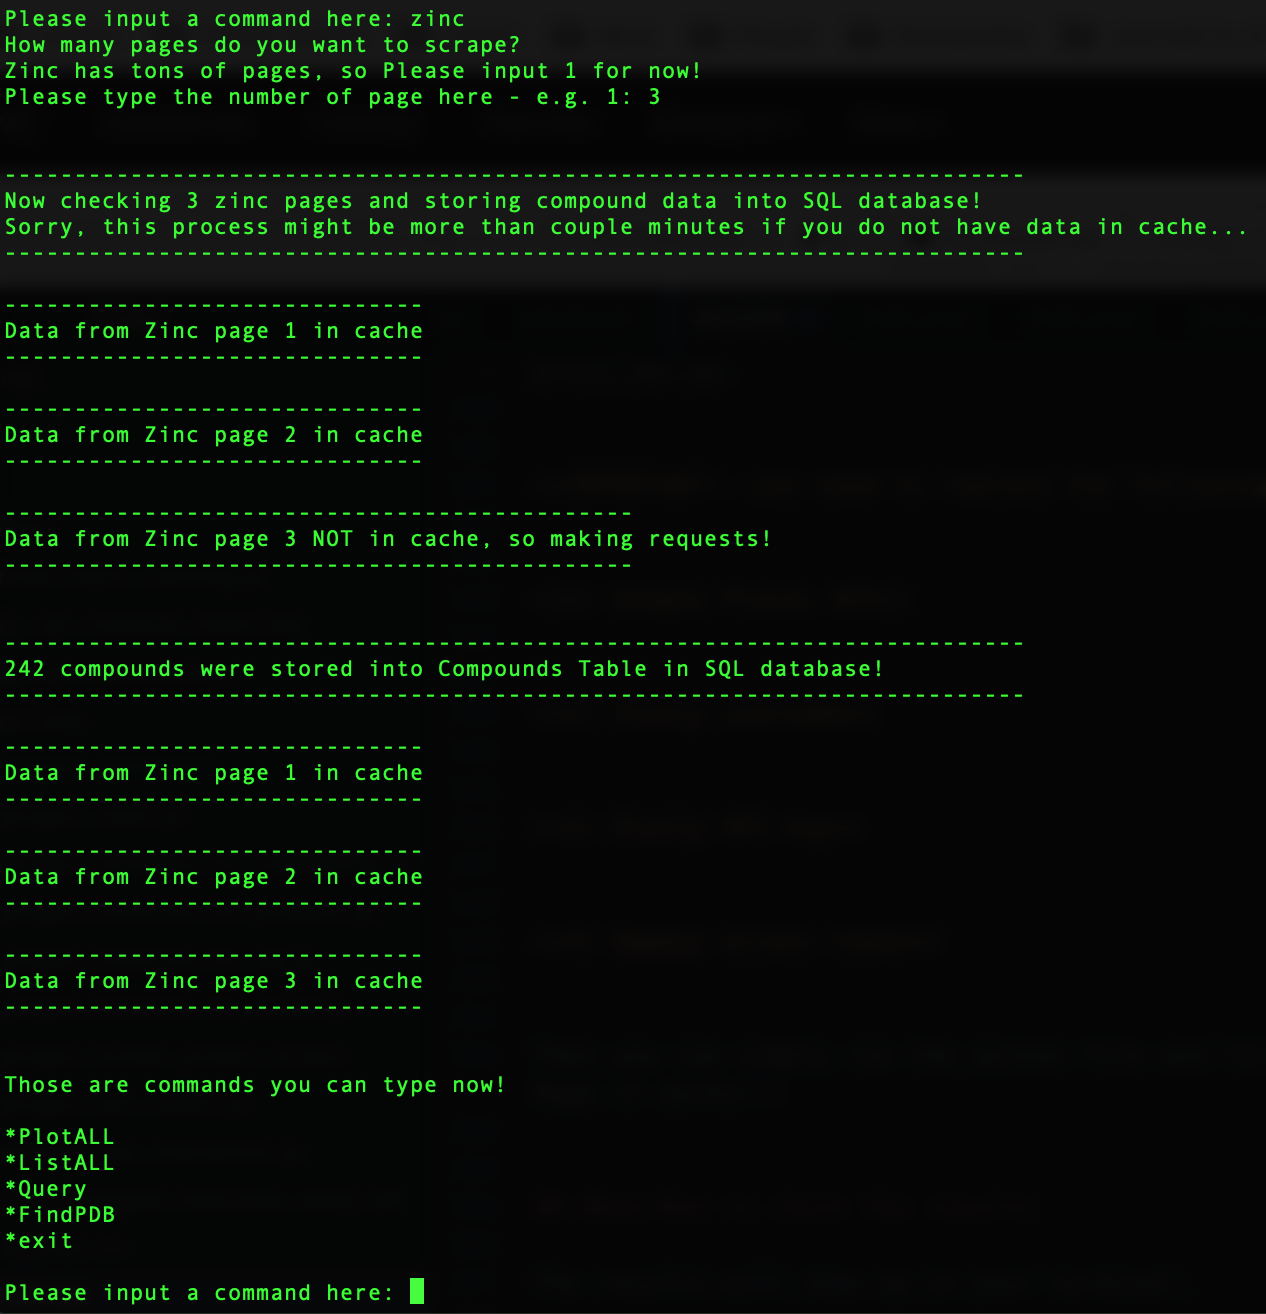 Please input a command here: zinc
How many pages do you want to scrape?
Zinc has tons of pages, so Please input 1 for now!
Please type the number of page here - e.g. 1: 3
-------------------------------------------------------------------------
Now checking 3 zinc pages and storing compound data into SQL database!
Sorry, this process might be more than couple minutes if you do not have data in cache...
-------------------------------------------------------------------------
------------------------------
Data from Zinc page 1 in cache
------------------------------
------------------------------
Data from Zinc page 2 in cache
------------------------------
---------------------------------------------
Data from Zinc page 3 NOT in cache, so making requests!
---------------------------------------------
-------------------------------------------------------------------------
242 compounds were stored into Compounds Table in SQL database!
-------------------------------------------------------------------------
------------------------------
Data from Zinc page 1 in cache
------------------------------
------------------------------
Data from Zinc page 2 in cache
------------------------------
------------------------------
Data from Zinc page 3 in cache
------------------------------
Those are commands you can type now!
*PlotALL
*ListALL
*Query
*FindPDB
*exit
Please input a command here: